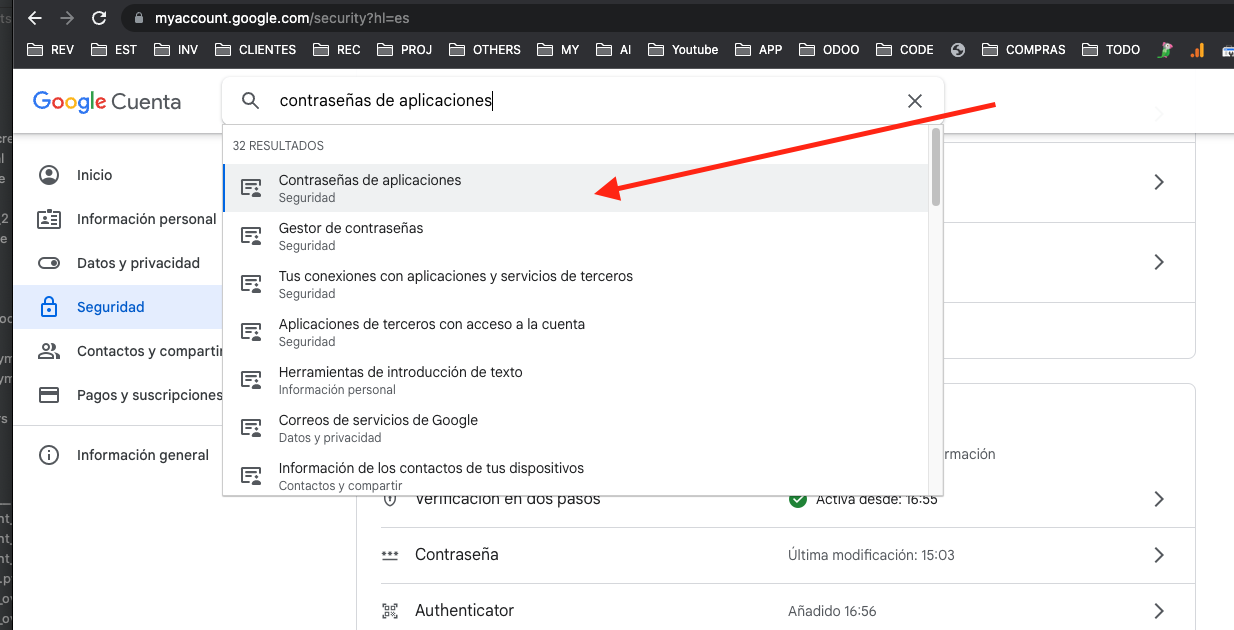 myaccount.google.com/security?hl=es
REV EST INV CLIENTES REC PROJ OTHERS MY AI Youtube APP ODOO CODE COMPRAS TODO
Google Cuenta
contraseñas de aplicaciones
32 RESULTADOS
Contraseñas de aplicaciones
Seguridad
Gestor de contraseñas
Seguridad
Tus conexiones con aplicaciones y servicios de terceros
Seguridad
Aplicaciones de terceros con acceso a la cuenta
Seguridad
Herramientas de introducción de texto
Información personal
Correos de servicios de Google
Datos y privacidad
Información de los contactos de tus dispositivos
Contactos y compartir
Inicio
Información personal
Datos y privacidad
Seguridad
Contactos y compartir
Pagos y suscripciones
Información general
rmación
Verificación en dos pasos Activa desde: 16:55
Contraseña Última modificación: 15:03
Authenticator Añadido 16:56